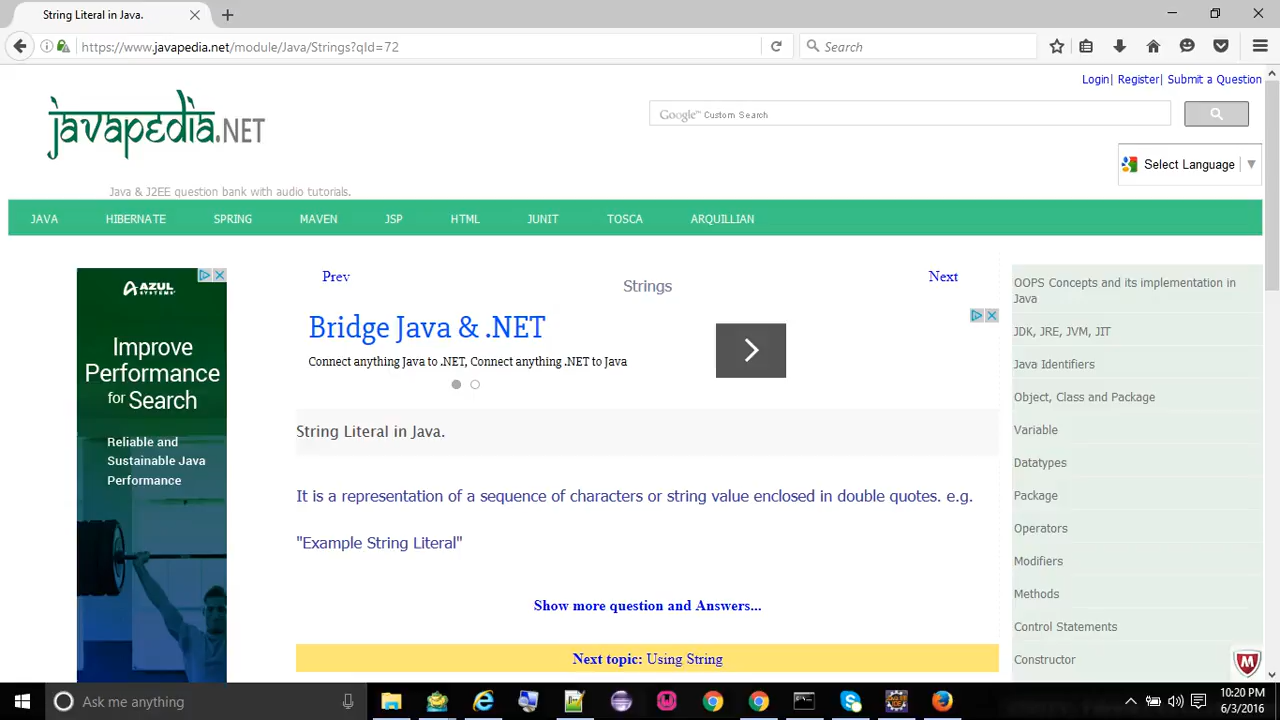 String Literal in Java.
https://www.javapedia.net/module/Java/Strings?qId=72
Search
Login| Register| Submit a Question
javapedia.NET
Google™ Custom Search
Select Language
Java & J2EE question bank with audio tutorials.
JAVA HIBERNATE SPRING MAVEN JSP HTML JUNIT TOSCA ARQUILLIAN
AZUL
SYSTEMS
Improve
Performance
for Search
Reliable and
Sustainable Java
Performance
Prev
Strings
Next
Bridge Java & .NET
Connect anything Java to .NET, Connect anything .NET to Java
String Literal in Java.
It is a representation of a sequence of characters or string value enclosed in double quotes. e.g.
"Example String Literal"
Show more question and Answers...
Next topic: Using String
OOPS Concepts and its implementation in
Java
JDK, JRE, JVM, JIT
Java Identifiers
Object, Class and Package
Variable
Datatypes
Package
Operators
Modifiers
Methods
Control Statements
Constructor
Ask me anything
10:20 PM
6/3/2016